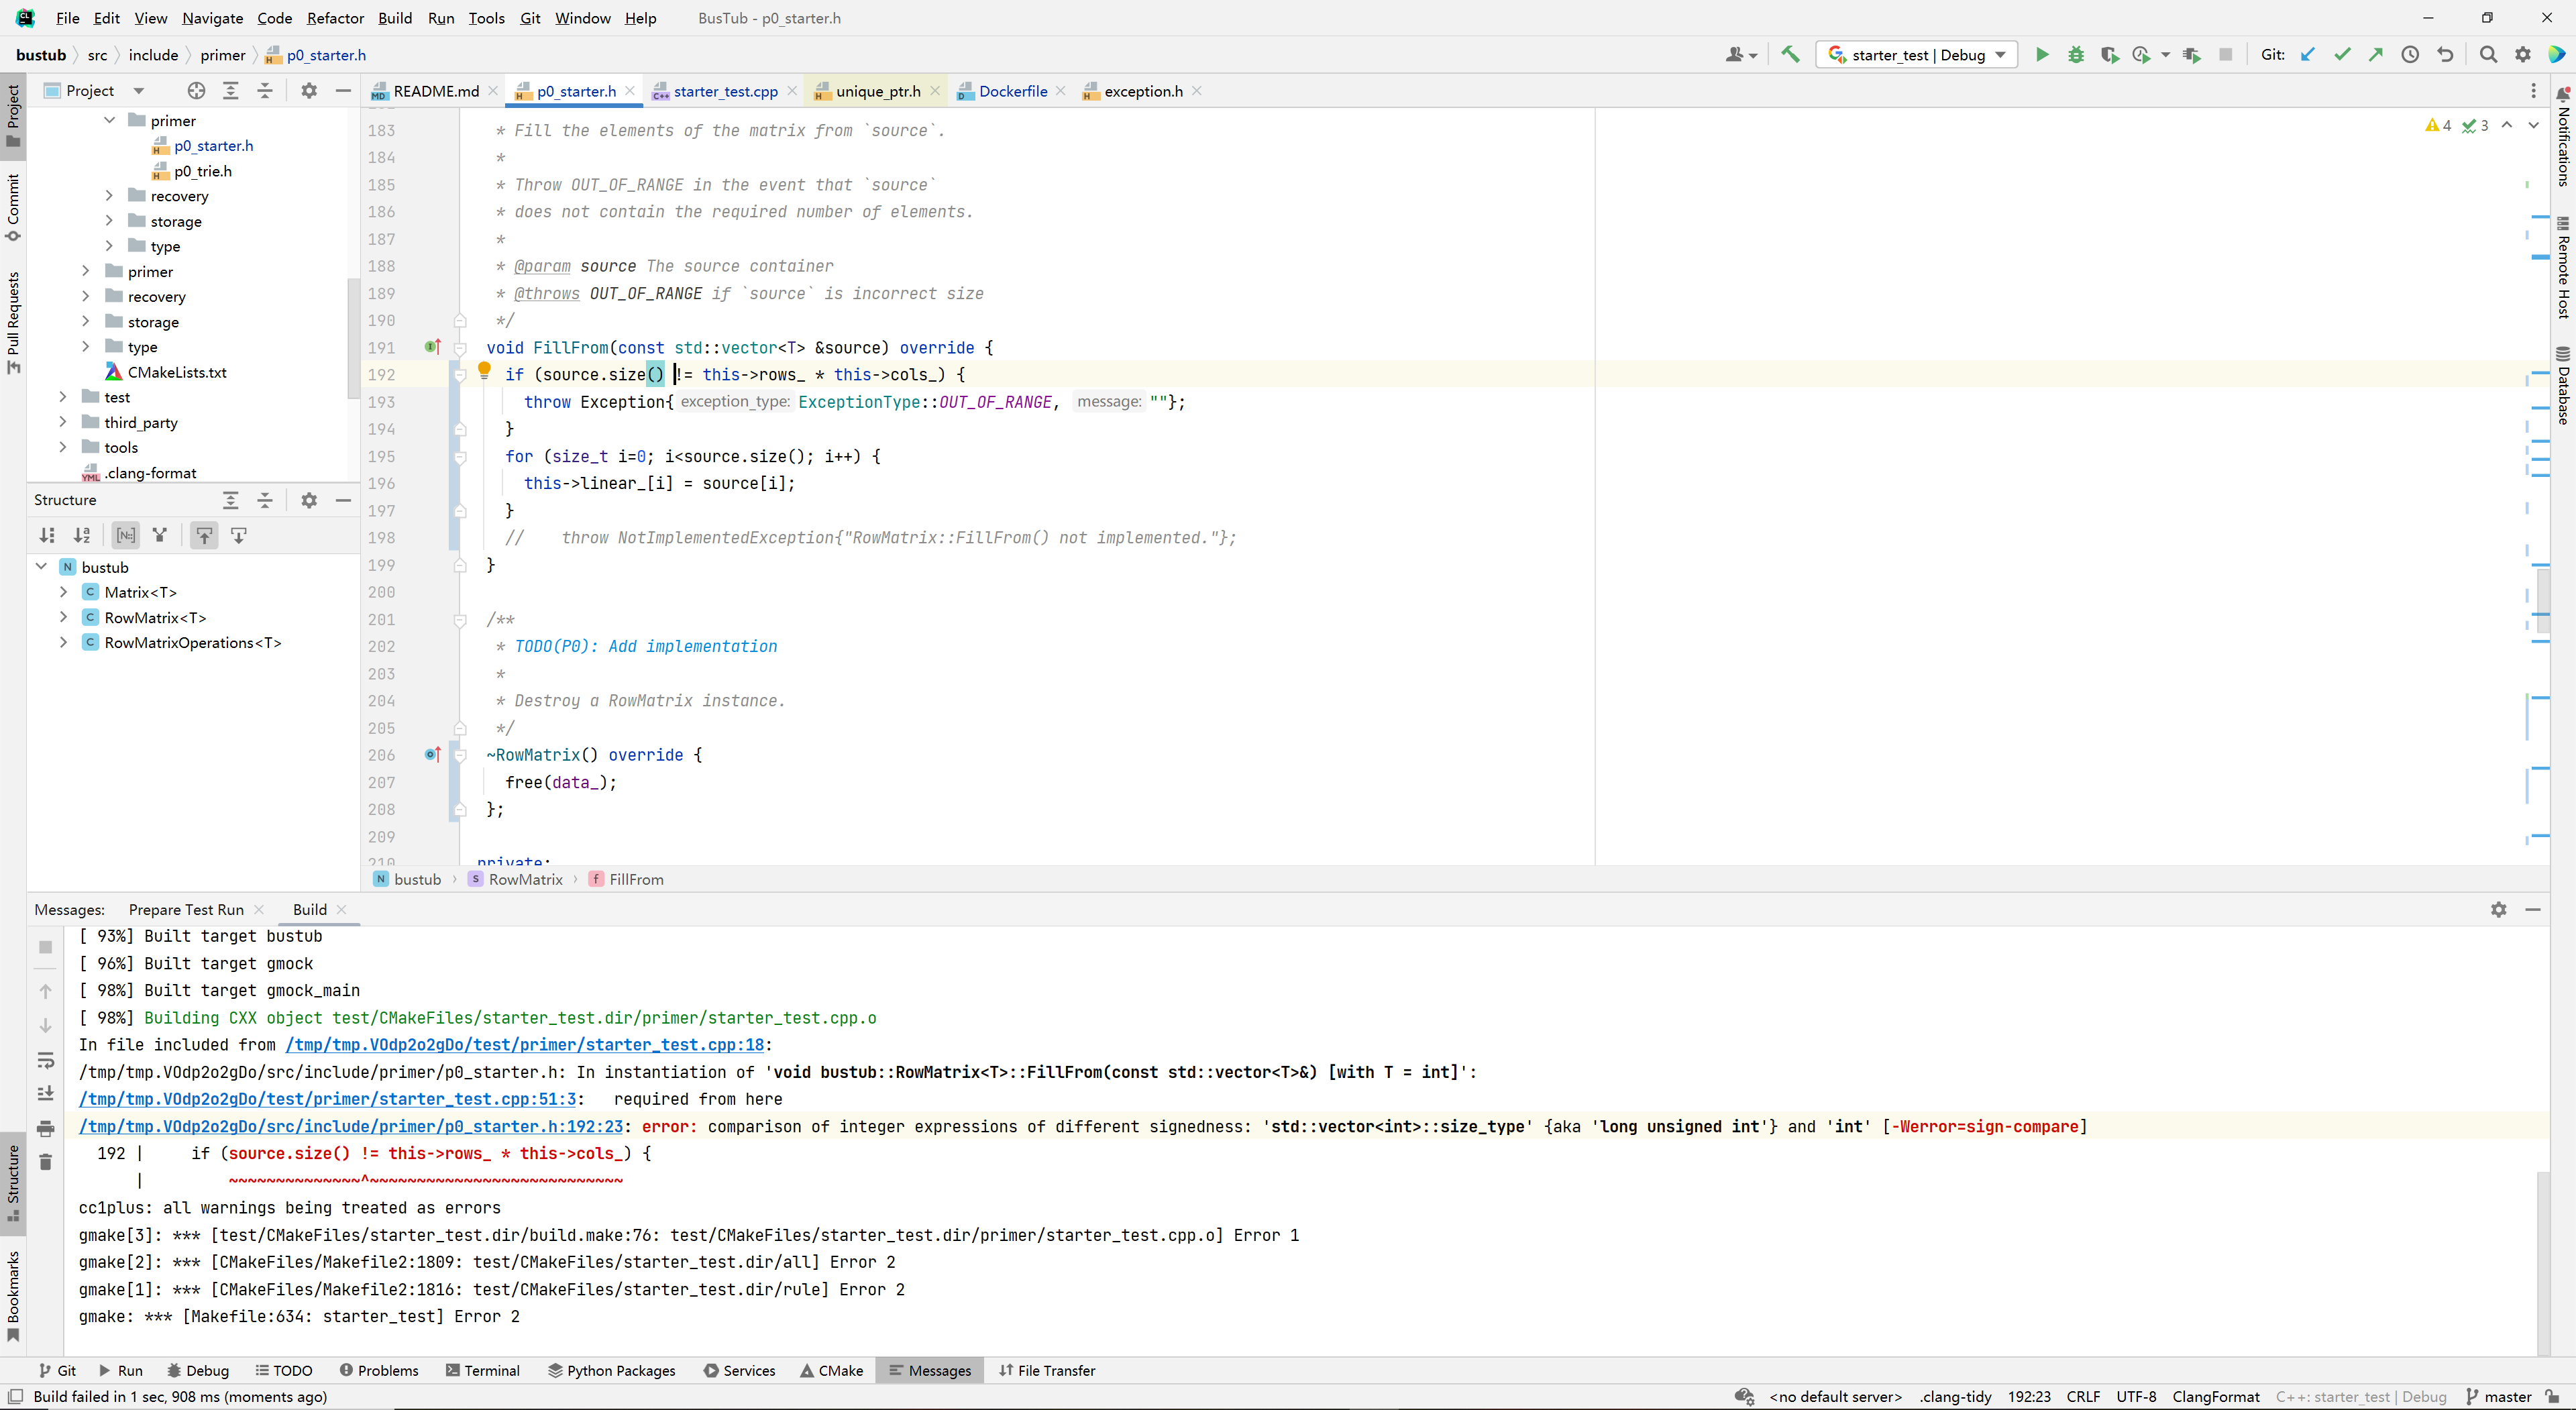 File Edit View Navigate Code Refactor Build Run Tools Git Window Help BusTub - p0_starter.h
bustub src include primer p0_starter.h
starter_test | Debug
Git:
Project
README.md p0_starter.h starter_test.cpp unique_ptr.h Dockerfile exception.h
Project
Commit
Pull Requests
primer
p0_starter.h
p0_trie.h
recovery
storage
type
primer
recovery
storage
type
CMakeLists.txt
test
third_party
tools
.clang-format
Structure
bustub
Matrix<T>
RowMatrix<T>
RowMatrixOperations<T>
4 3
183 * Fill the elements of the matrix from `source`.
184 *
185 * Throw OUT_OF_RANGE in the event that `source`
186 * does not contain the required number of elements.
187 *
188 * @param source The source container
189 * @throws OUT_OF_RANGE if `source` is incorrect size
190 */
191 void FillFrom(const std::vector<T> &source) override {
192 if (source.size() != this->rows_ * this->cols_) {
193 throw Exception{ exception_type: ExceptionType::OUT_OF_RANGE, message: ""};
194 }
195 for (size_t i=0; i<source.size(); i++) {
196 this->linear_[i] = source[i];
197 }
198 // throw NotImplementedException{"RowMatrix::FillFrom() not implemented."};
199 }
200
201 /**
202 * TODO(P0): Add implementation
203 *
204 * Destroy a RowMatrix instance.
205 */
206 ~RowMatrix() override {
207 free(data_);
208 };
209
210 private:
bustub RowMatrix FillFrom
Notifications
Remote Host
Database
Messages: Prepare Test Run Build
[ 93%] Built target bustub
[ 96%] Built target gmock
[ 98%] Built target gmock_main
[ 98%] Building CXX object test/CMakeFiles/starter_test.dir/primer/starter_test.cpp.o
In file included from /tmp/tmp.VOdp2o2gDo/test/primer/starter_test.cpp:18:
/tmp/tmp.VOdp2o2gDo/src/include/primer/p0_starter.h: In instantiation of 'void bustub::RowMatrix<T>::FillFrom(const std::vector<T>&) [with T = int]':
/tmp/tmp.VOdp2o2gDo/test/primer/starter_test.cpp:51:3: required from here
/tmp/tmp.VOdp2o2gDo/src/include/primer/p0_starter.h:192:23: error: comparison of integer expressions of different signedness: 'std::vector<int>::size_type' {aka 'long unsigned int'} and 'int' [-Werror=sign-compare]
192 | if (source.size() != this->rows_ * this->cols_) {
| ~~~~~~~~~~~~~~^~~~~~~~~~~~~~~~~~~~~~~~~~~
cc1plus: all warnings being treated as errors
gmake[3]: *** [test/CMakeFiles/starter_test.dir/build.make:76: test/CMakeFiles/starter_test.dir/primer/starter_test.cpp.o] Error 1
gmake[2]: *** [CMakeFiles/Makefile2:1809: test/CMakeFiles/starter_test.dir/all] Error 2
gmake[1]: *** [CMakeFiles/Makefile2:1816: test/CMakeFiles/starter_test.dir/rule] Error 2
gmake: *** [Makefile:634: starter_test] Error 2
Structure
Bookmarks
Git Run Debug TODO Problems Terminal Python Packages Services CMake Messages File Transfer
Build failed in 1 sec, 908 ms (moments ago) <no default server> .clang-tidy 192:23 CRLF UTF-8 ClangFormat C++: starter_test | Debug master